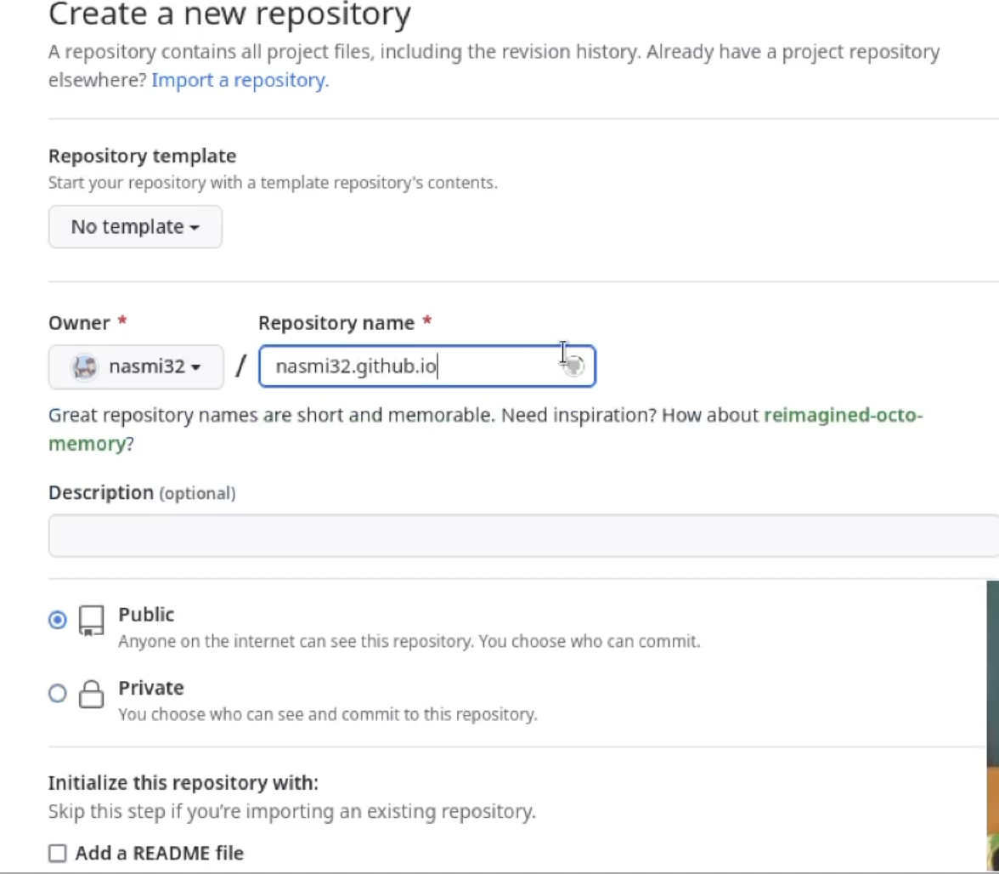 Create a new repository
A repository contains all project files, including the revision history. Already have a project repository
elsewhere? Import a repository.
Repository template
Start your repository with a template repository's contents.
No template
Owner *
Repository name *
nasmi32 / nasmi32.github.io
Great repository names are short and memorable. Need inspiration? How about reimagined-octo-
memory?
Description (optional)
Public
Anyone on the internet can see this repository. You choose who can commit.
Private
You choose who can see and commit to this repository.
Initialize this repository with:
Skip this step if you're importing an existing repository.
Add a README file